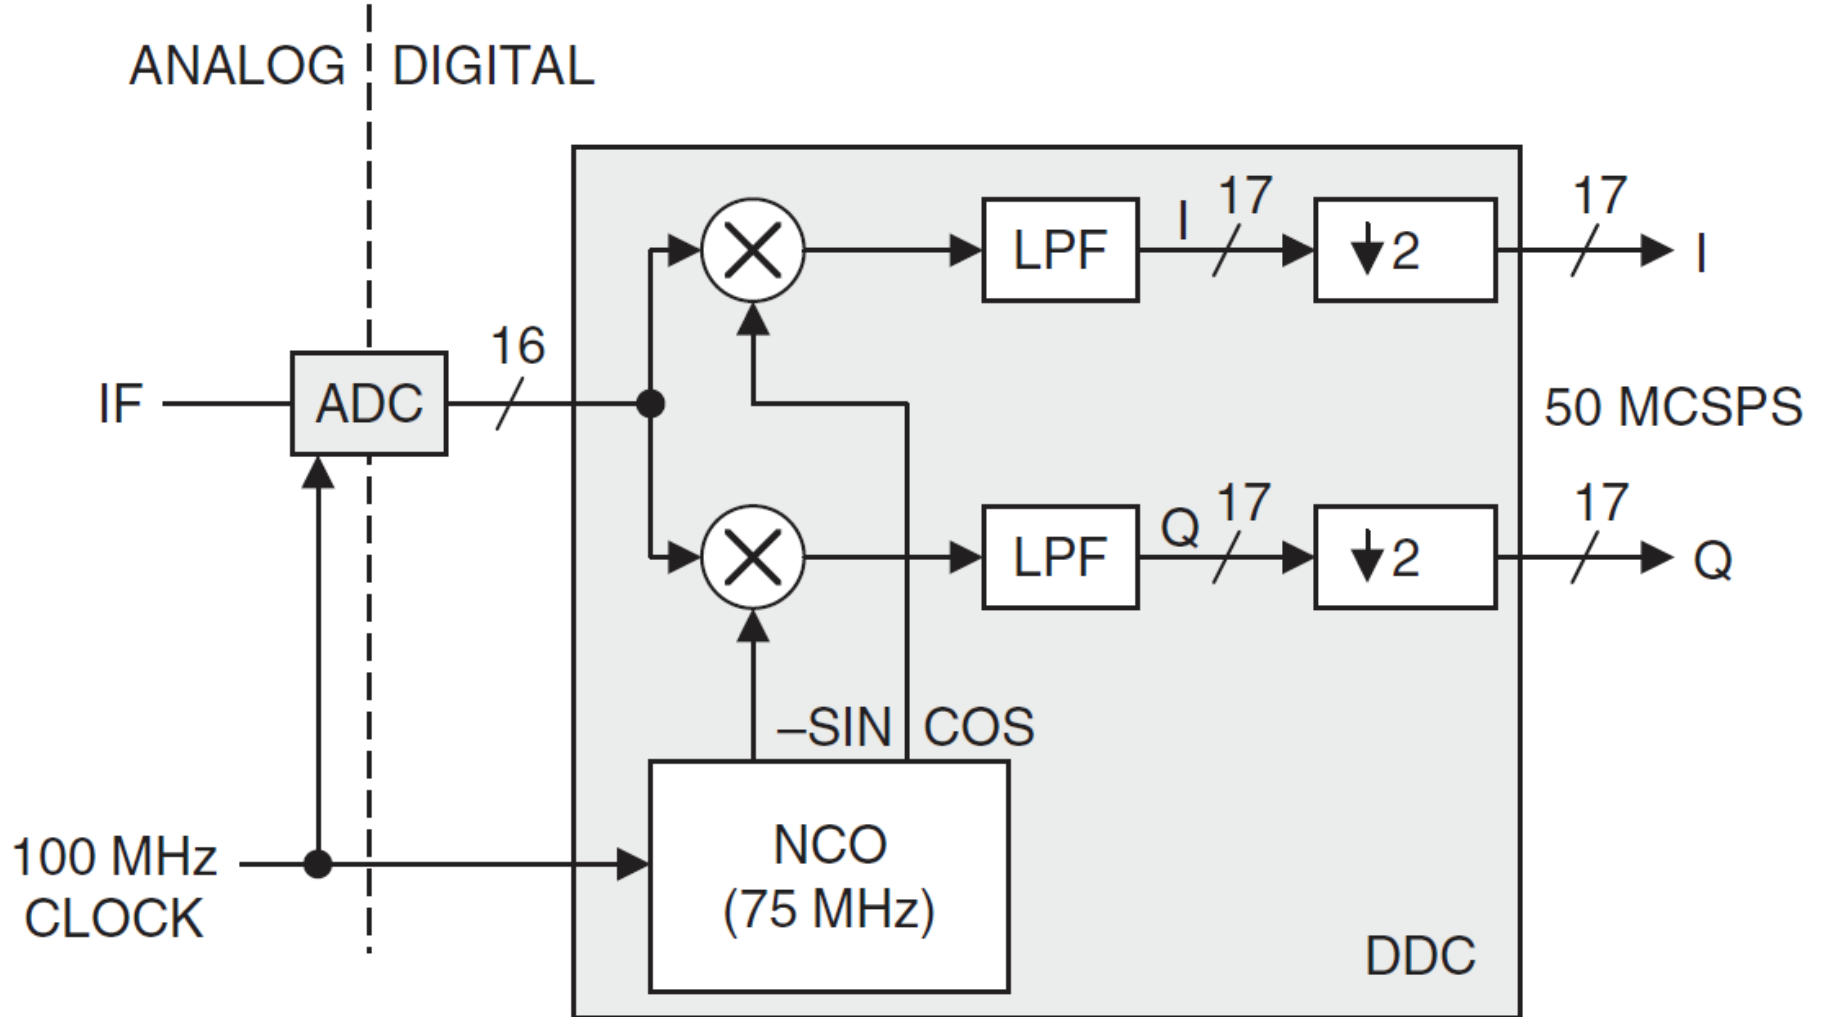 ANALOG
DIGITAL
17
17
I
LPF
↓2
I
16
IF
ADC
50 MCSPS
17
17
Q
LPF
↓2
Q
–SIN
COS
NCO
(75 MHz)
100 MHz
CLOCK
DDC